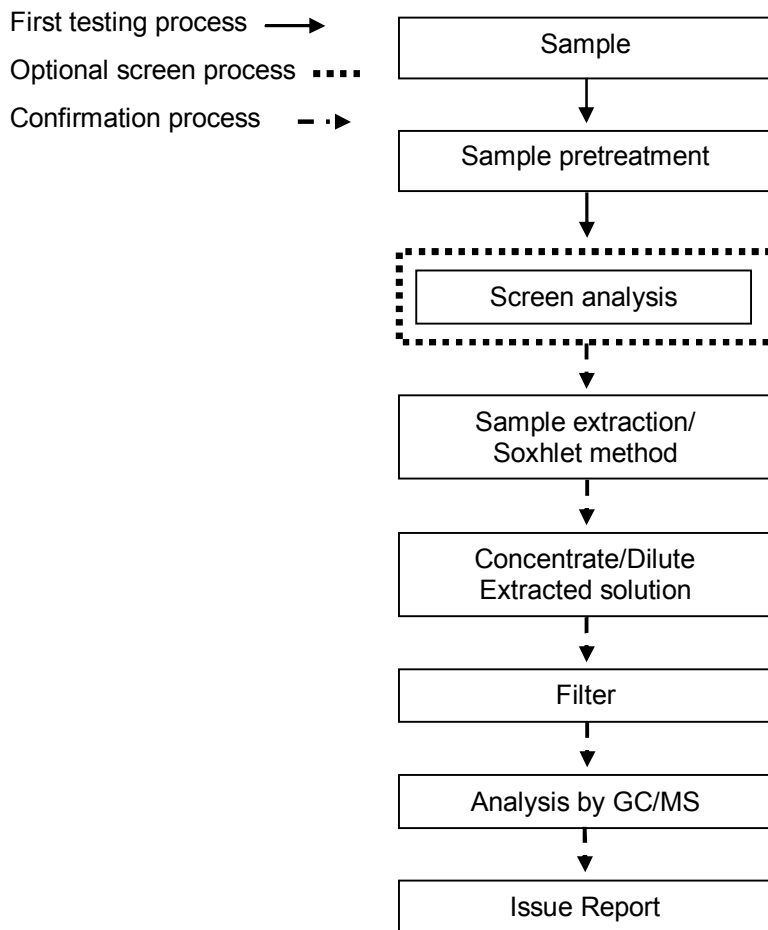 First testing process
Optional screen process
Confirmation process
Sample
Sample pretreatment
Screen analysis
Sample extraction/
Soxhlet method
Concentrate/Dilute
Extracted solution
Filter
Analysis by GC/MS
Issue Report